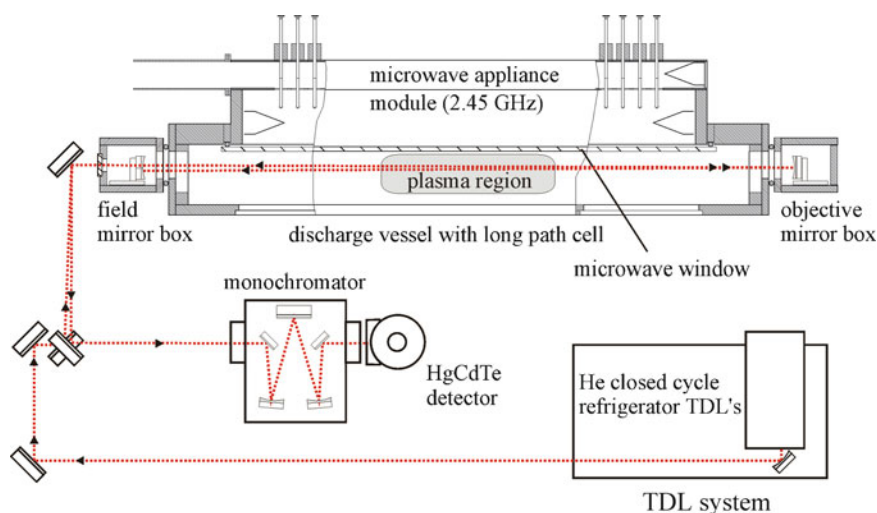 microwave appliance
module (2.45 GHz)
plasma region
field
mirror box
objective
mirror box
discharge vessel with long path cell
microwave window
monochromator
HgCdTe
detector
He closed cycle
refrigerator TDL's
TDL system